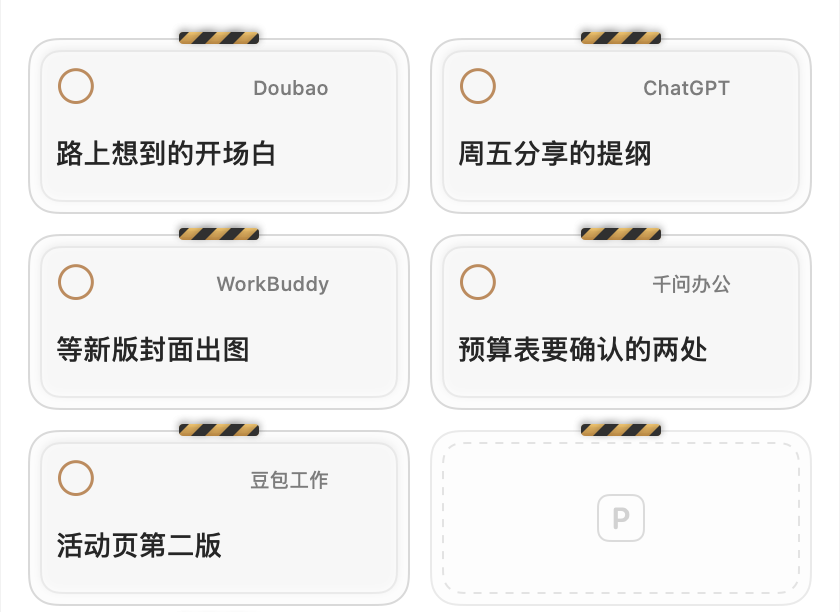 Doubao
路上想到的开场白
ChatGPT
周五分享的提纲
WorkBuddy
等新版封面出图
千问办公
预算表要确认的两处
豆包工作
活动页第二版
P